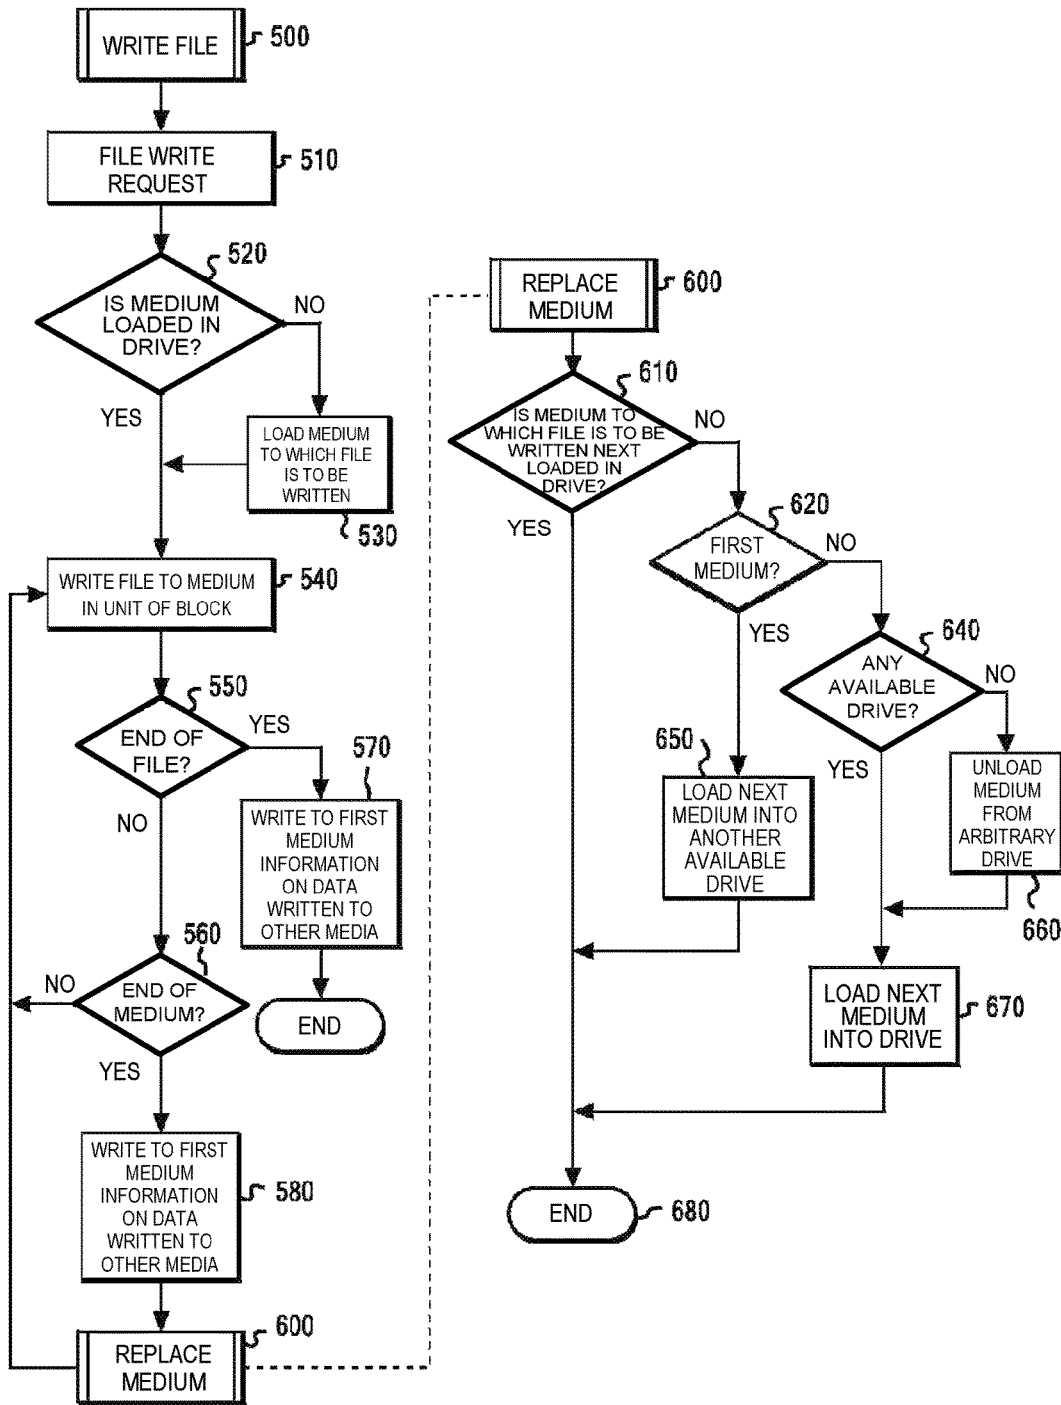 WRITE FILE
500
FILE WRITE
REQUEST
510
520
IS MEDIUM
LOADED IN
DRIVE?
NO
YES
LOAD MEDIUM
TO WHICH FILE
IS TO BE
WRITTEN
530
WRITE FILE TO MEDIUM
IN UNIT OF BLOCK
540
550
END OF
FILE?
YES
NO
570
WRITE TO FIRST
MEDIUM
INFORMATION
ON DATA
WRITTEN TO
OTHER MEDIA
END
560
END OF
MEDIUM?
NO
YES
WRITE TO FIRST
MEDIUM
INFORMATION
ON DATA
WRITTEN TO
OTHER MEDIA
580
600
REPLACE
MEDIUM
REPLACE
MEDIUM
600
610
IS MEDIUM TO
WHICH FILE IS TO BE
WRITTEN NEXT
LOADED IN
DRIVE?
NO
YES
620
FIRST
MEDIUM?
NO
YES
640
ANY
AVAILABLE
DRIVE?
NO
YES
650
LOAD NEXT
MEDIUM INTO
ANOTHER
AVAILABLE
DRIVE
UNLOAD
MEDIUM
FROM
ARBITRARY
DRIVE
660
LOAD NEXT
MEDIUM
INTO DRIVE
670
END
680